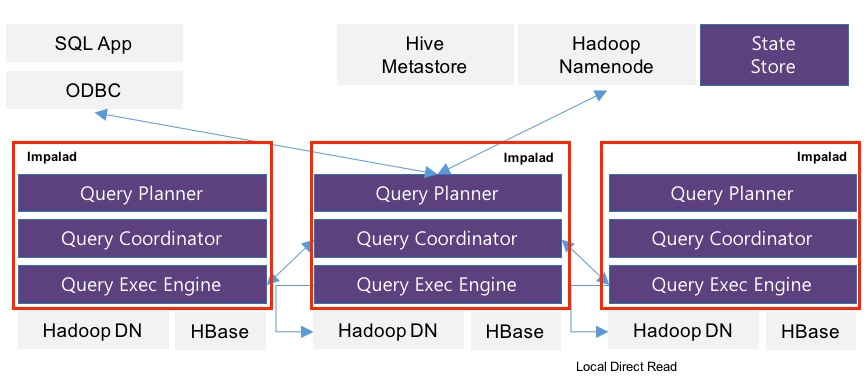 SQL App
ODBC
Hive
Metastore
Hadoop
Namenode
State
Store
Impalad
Query Planner
Query Coordinator
Query Exec Engine
Hadoop DN
HBase
Impalad
Query Planner
Query Coordinator
Query Exec Engine
Hadoop DN
HBase
Impalad
Query Planner
Query Coordinator
Query Exec Engine
Hadoop DN
HBase
Local Direct Read